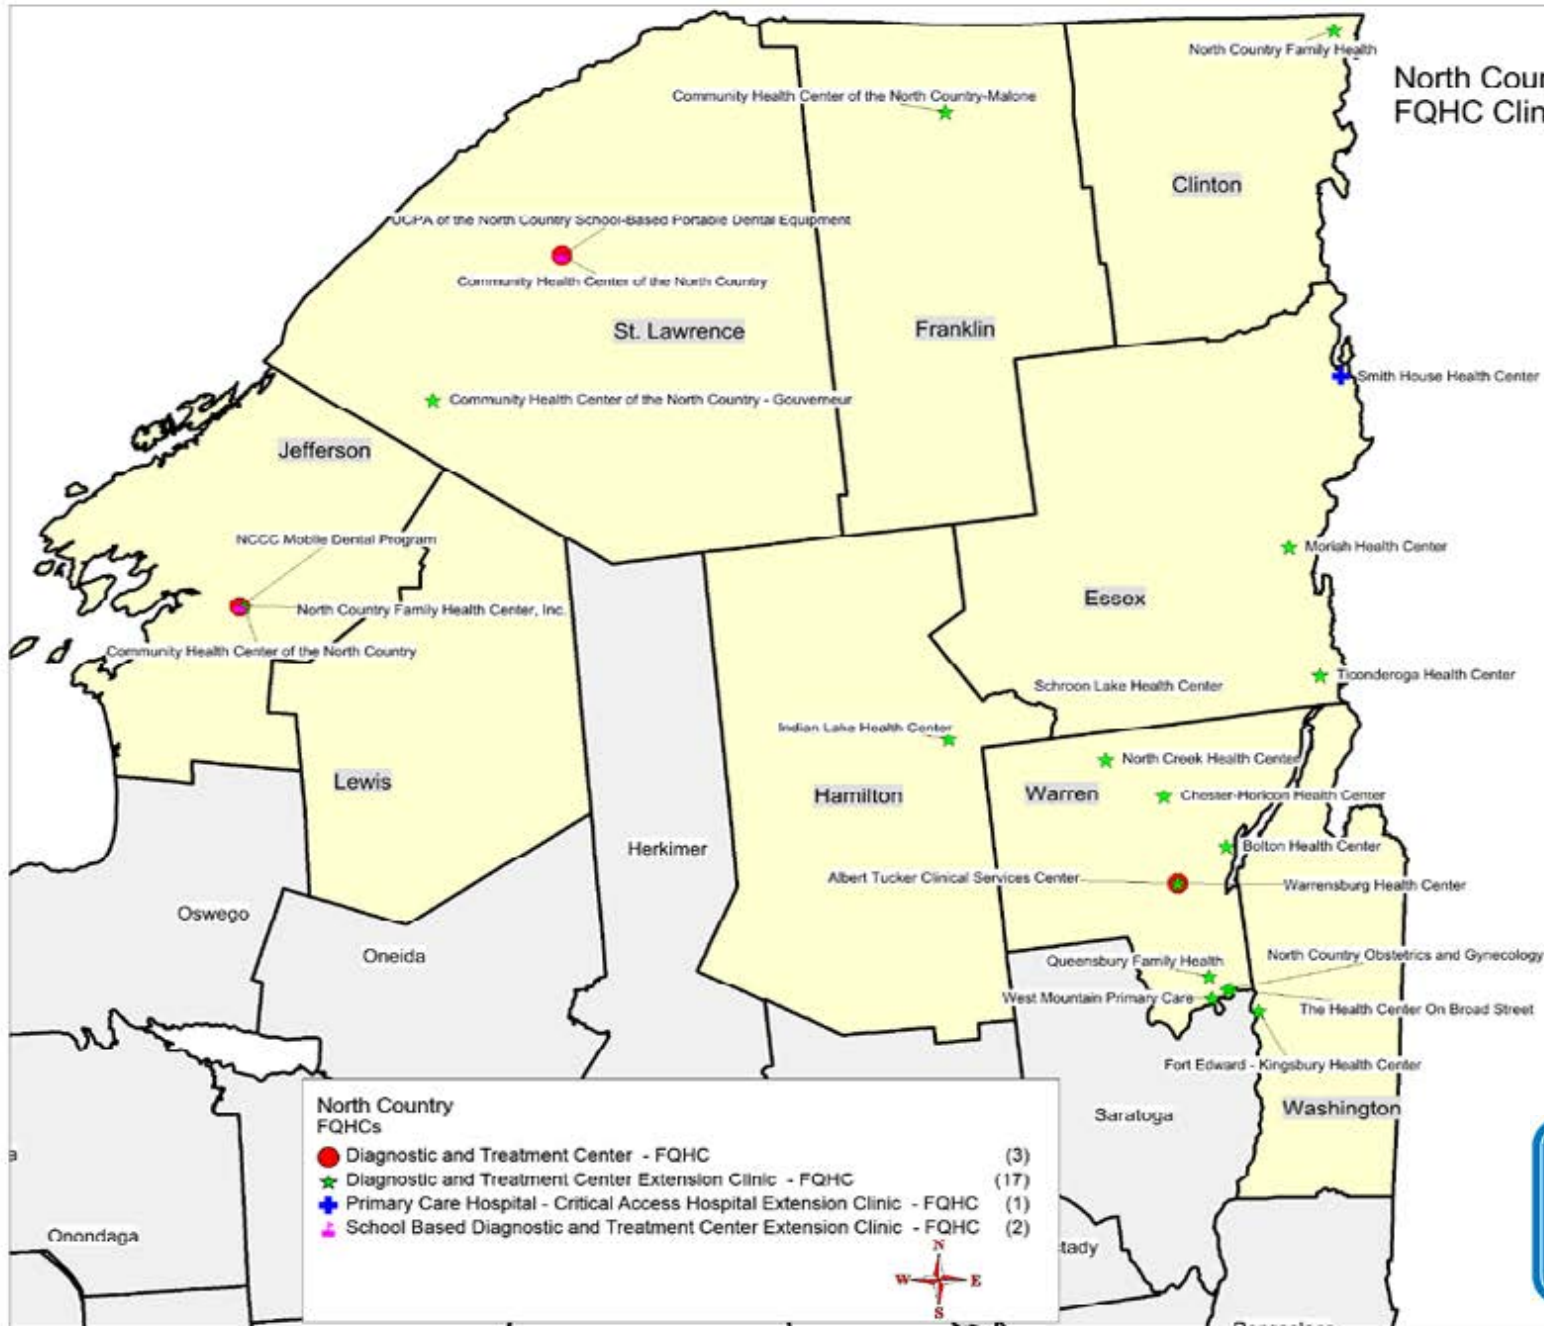 North Country Family Health
North Coun
FQHC Clin
Community Health Center of the North Country-Malone
Clinton
UCPA of the North Country School-Based Portable Dental Equipment
Community Health Center of the North Country
St. Lawrence
Franklin
Smith House Health Center
Community Health Center of the North Country - Gouverneur
Jefferson
NCCC Mobile Dental Program
Moriah Health Center
Essex
North Country Family Health Center, Inc.
Community Health Center of the North Country
Ticonderoga Health Center
Schroon Lake Health Center
Indian Lake Health Center
North Creek Health Center
Lewis
Hamilton
Warren
Chester-Horicon Health Center
Herkimer
Bolton Health Center
Albert Tucker Clinical Services Center
Warrensburg Health Center
Oswego
Oneida
Queensbury Family Health
North Country Obstetrics and Gynecology
West Mountain Primary Care
The Health Center On Broad Street
Fort Edward - Kingsbury Health Center
Saratoga
Washington
North Country
FQHCs
Diagnostic and Treatment Center - FQHC (3)
Diagnostic and Treatment Center Extension Clinic - FQHC (17)
Primary Care Hospital - Critical Access Hospital Extension Clinic - FQHC (1)
School Based Diagnostic and Treatment Center Extension Clinic - FQHC (2)
Onondaga
tady
N
W E
S